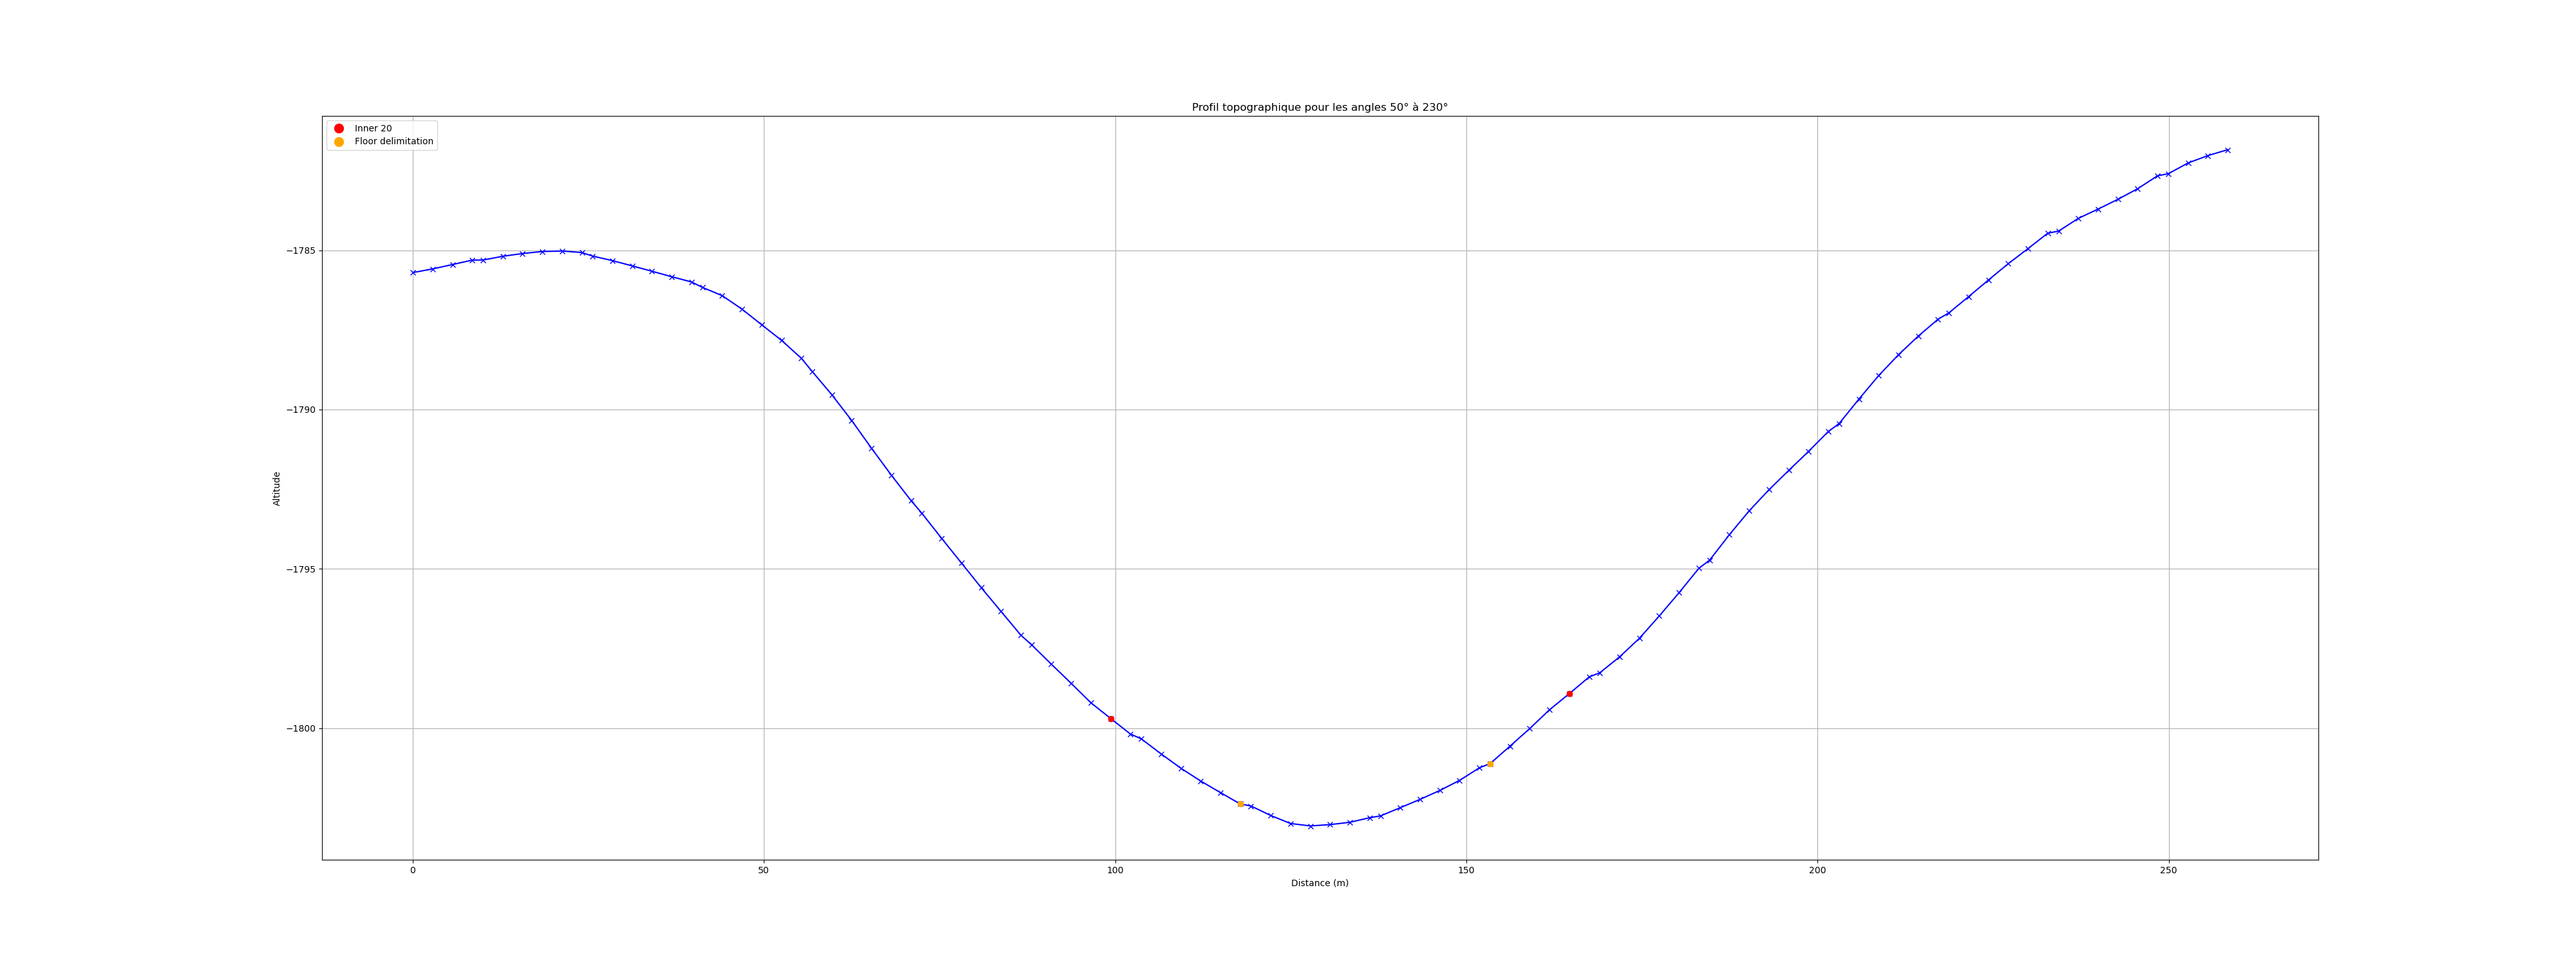 Profil topographique pour les angles 50° à 230°
Inner 20
Floor delimitation
Altitude
−1785
−1790
−1795
−1800
0
50
100
150
200
250
Distance (m)